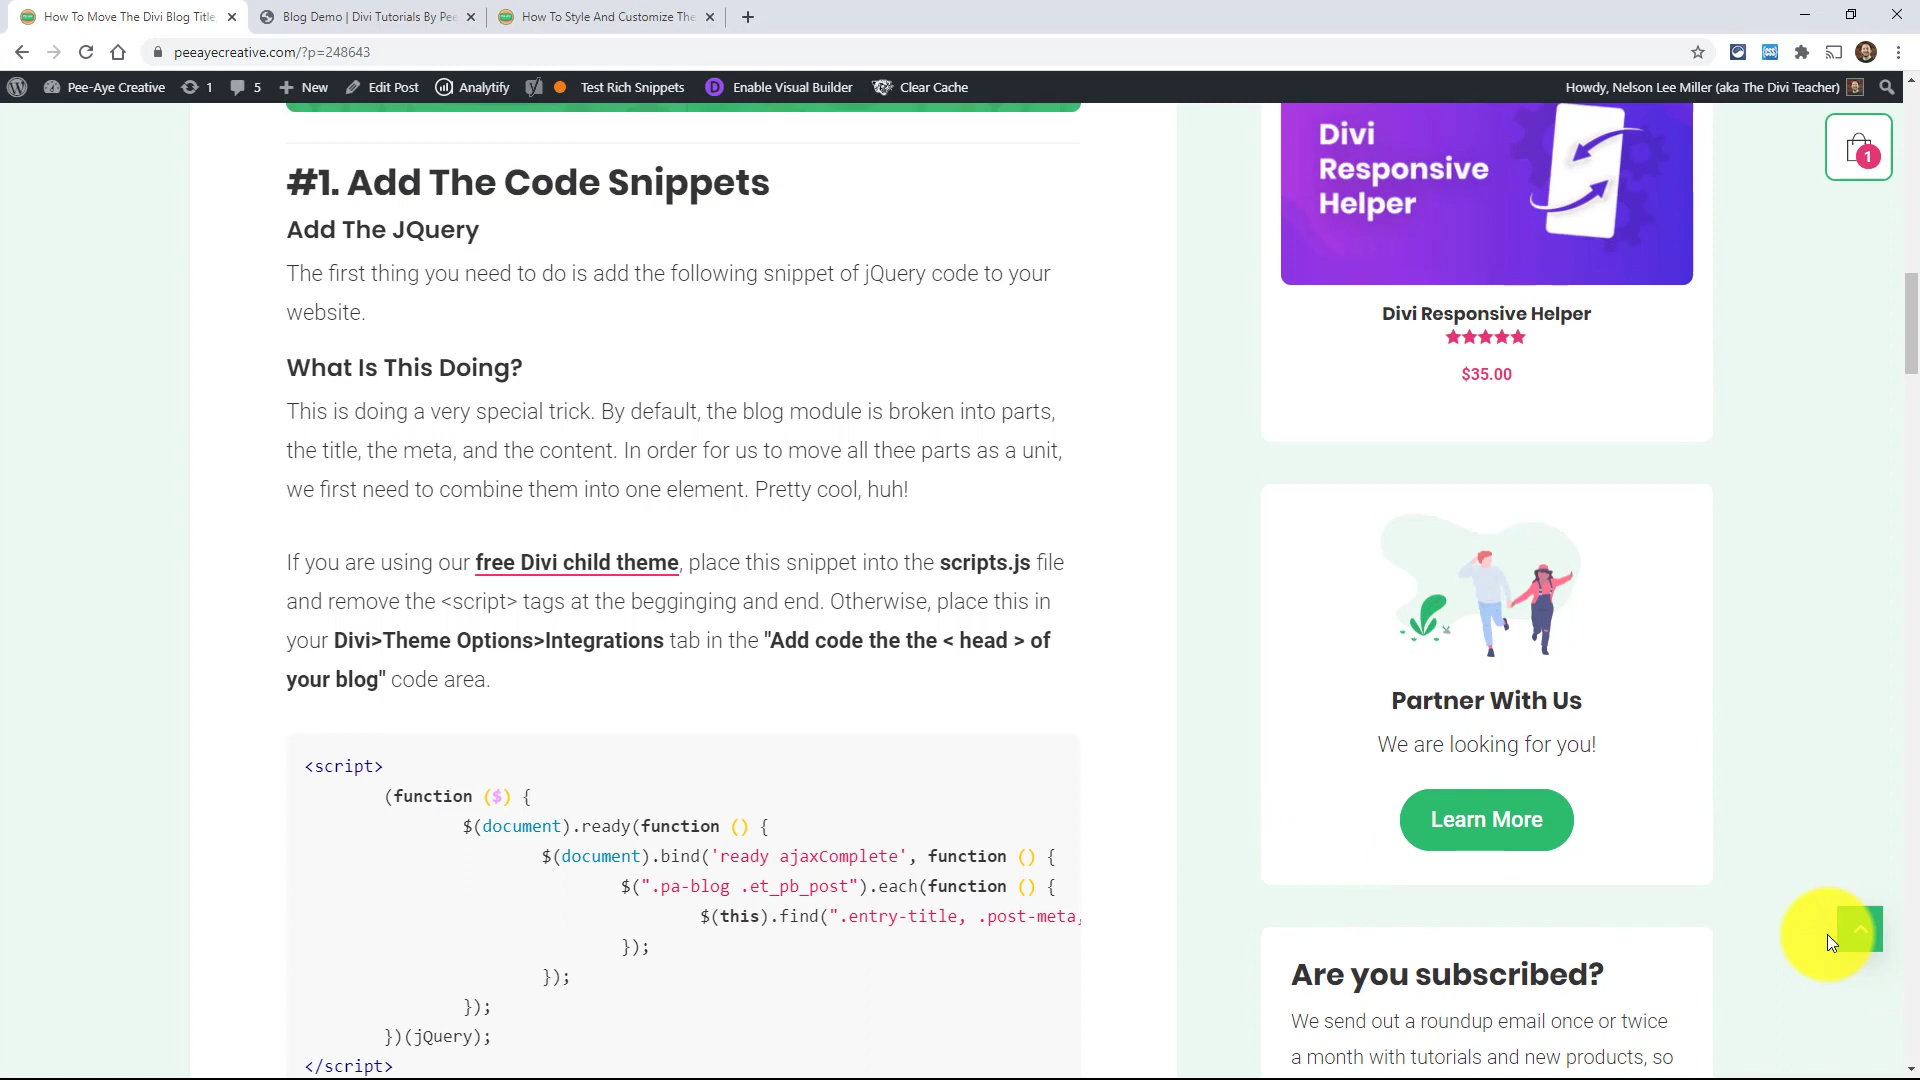 How To Move The Divi Blog Title
Blog Demo | Divi Tutorials By Pee
How To Style And Customize The
peeayecreative.com/?p=248643
Pee-Aye Creative
1
5
New
Edit Post
Analytify
Test Rich Snippets
D
Enable Visual Builder
Clear Cache
Howdy, Nelson Lee Miller (aka The Divi Teacher)
1
#1. Add The Code Snippets
Add The JQuery
The first thing you need to do is add the following snippet of jQuery code to your
website.
What Is This Doing?
This is doing a very special trick. By default, the blog module is broken into parts,
the title, the meta, and the content. In order for us to move all thee parts as a unit,
we first need to combine them into one element. Pretty cool, huh!
If you are using our free Divi child theme, place this snippet into the scripts.js file
and remove the <script> tags at the begginging and end. Otherwise, place this in
your Divi>Theme Options>Integrations tab in the "Add code the the < head > of
your blog" code area.
<script>
(function ($) {
$(document).ready(function () {
$(document).bind('ready ajaxComplete', function () {
$(".pa-blog .et_pb_post").each(function () {
$(this).find(".entry-title, .post-meta,
});
});
});
})(jQuery);
</script>
Divi
Responsive
Helper
Divi Responsive Helper
$35.00
Partner With Us
We are looking for you!
Learn More
Are you subscribed?
We send out a roundup email once or twice
a month with tutorials and new products, so